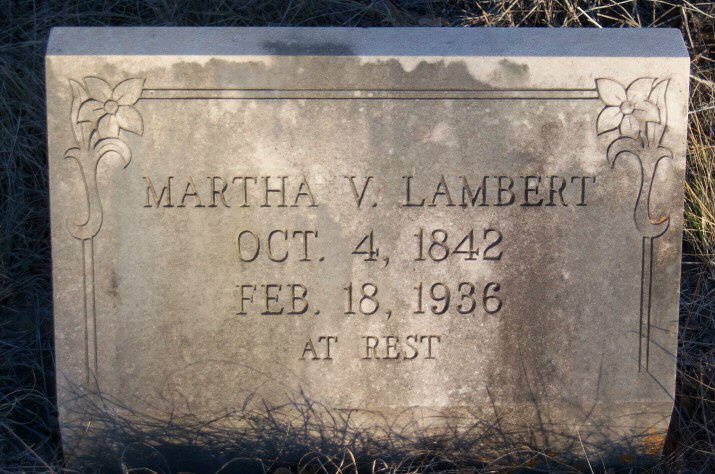 MARTHA V. LAMBERT
OCT. 4, 1842
FEB. 18, 1936
AT REST